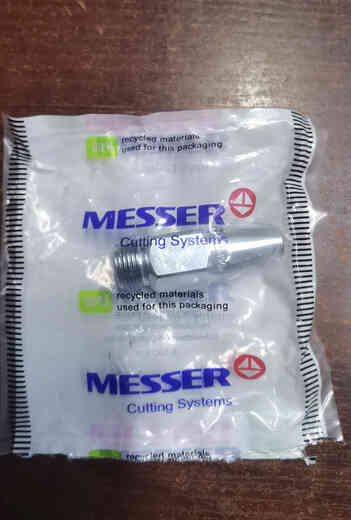 recycled materials
used for this packaging
MESSER
Cutting Systems
recycled materials
used for this packaging
MESSER
Cutting Systems
recycled materials